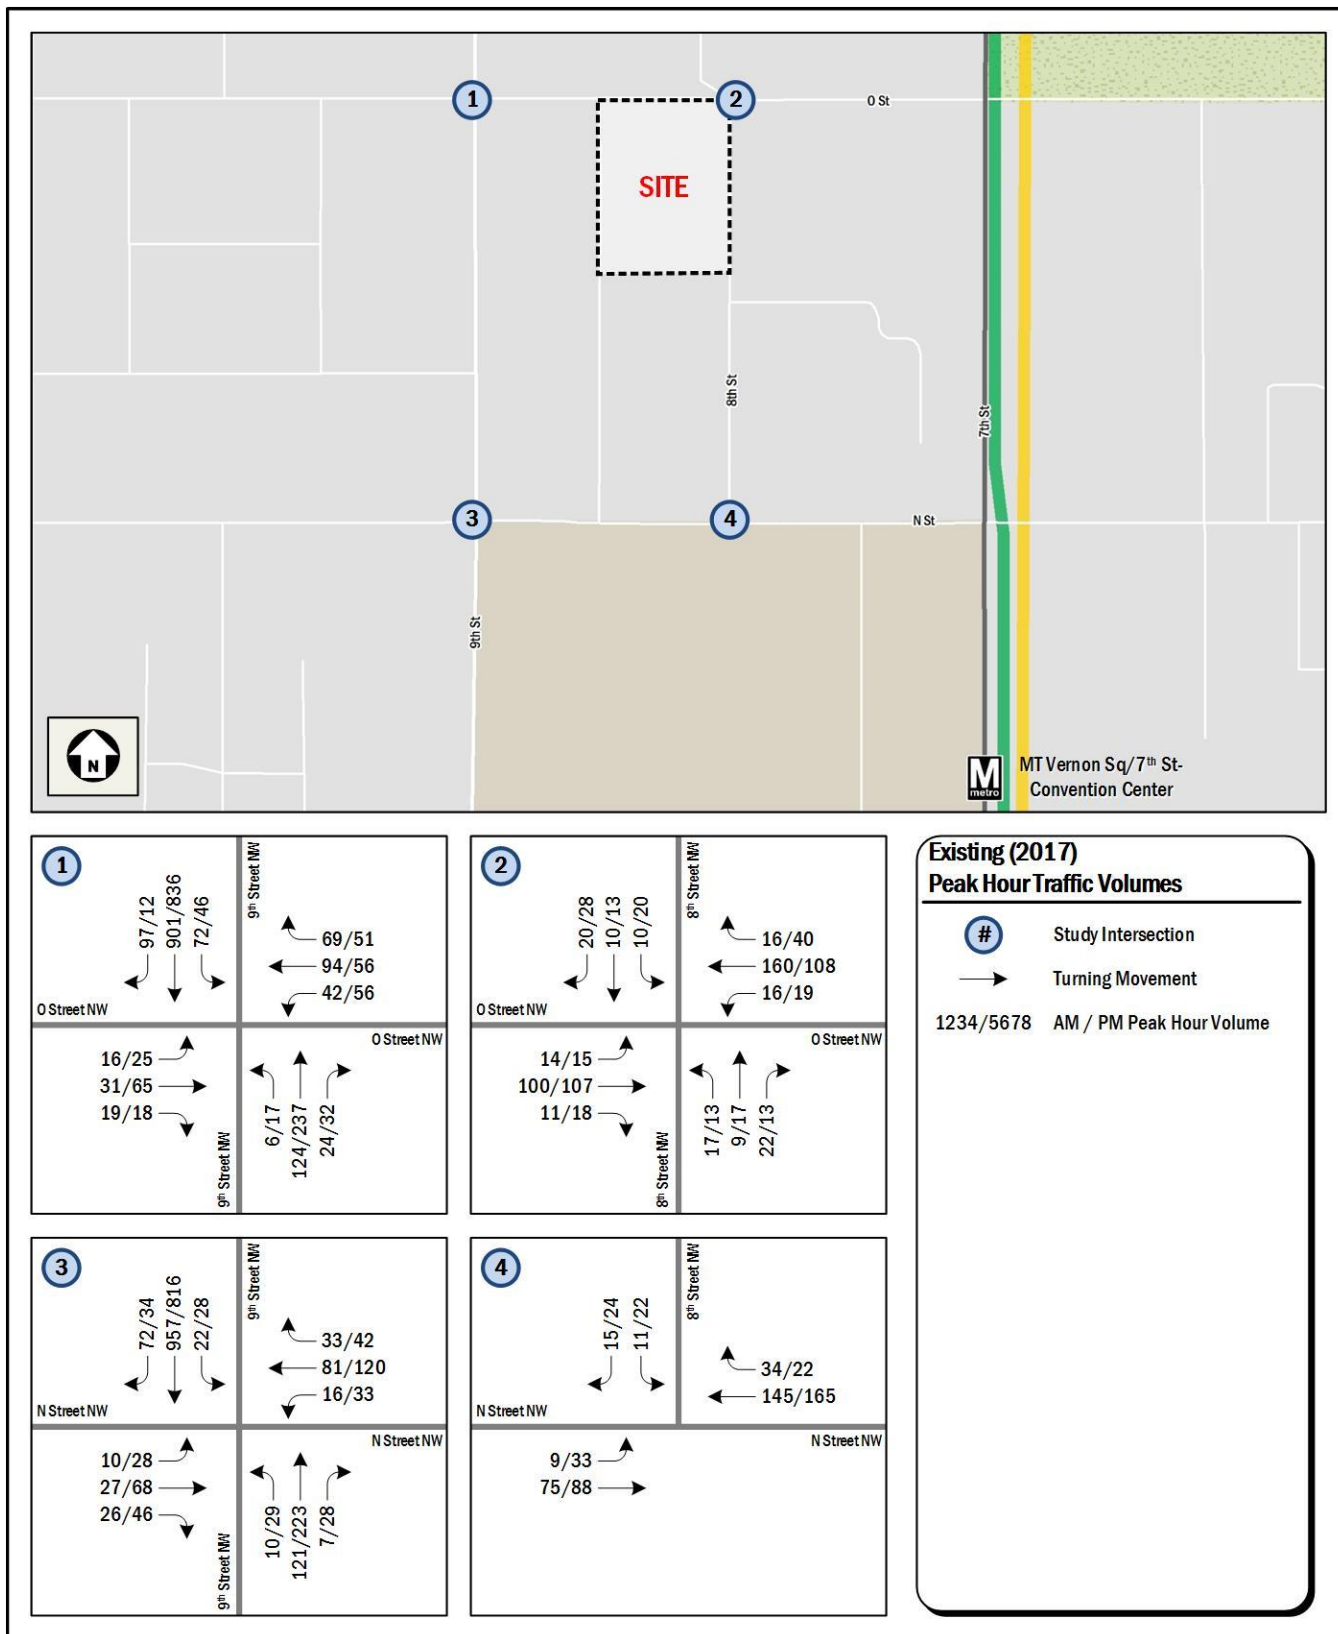 1
2
O St
SITE
8th St
7th St
3
4
N St
9th St
N
M
metro
MT Vernon Sq/7th St-
Convention Center
1
9th Street NW
97/12
901/836
72/46
69/51
94/56
42/56
O Street NW
O Street NW
16/25
31/65
19/18
6/17
124/237
24/32
9th Street NW
2
8th Street NW
20/28
10/13
10/20
16/40
160/108
16/19
O Street NW
O Street NW
14/15
100/107
11/18
17/13
9/17
22/13
8th Street NW
3
9th Street NW
72/34
957/816
22/28
33/42
81/120
16/33
N Street NW
N Street NW
10/28
27/68
26/46
10/29
121/223
7/28
9th Street NW
4
8th Street NW
15/24
11/22
34/22
145/165
N Street NW
N Street NW
9/33
75/88
Existing (2017)
Peak Hour Traffic Volumes
# Study Intersection
Turning Movement
1234/5678 AM / PM Peak Hour Volume